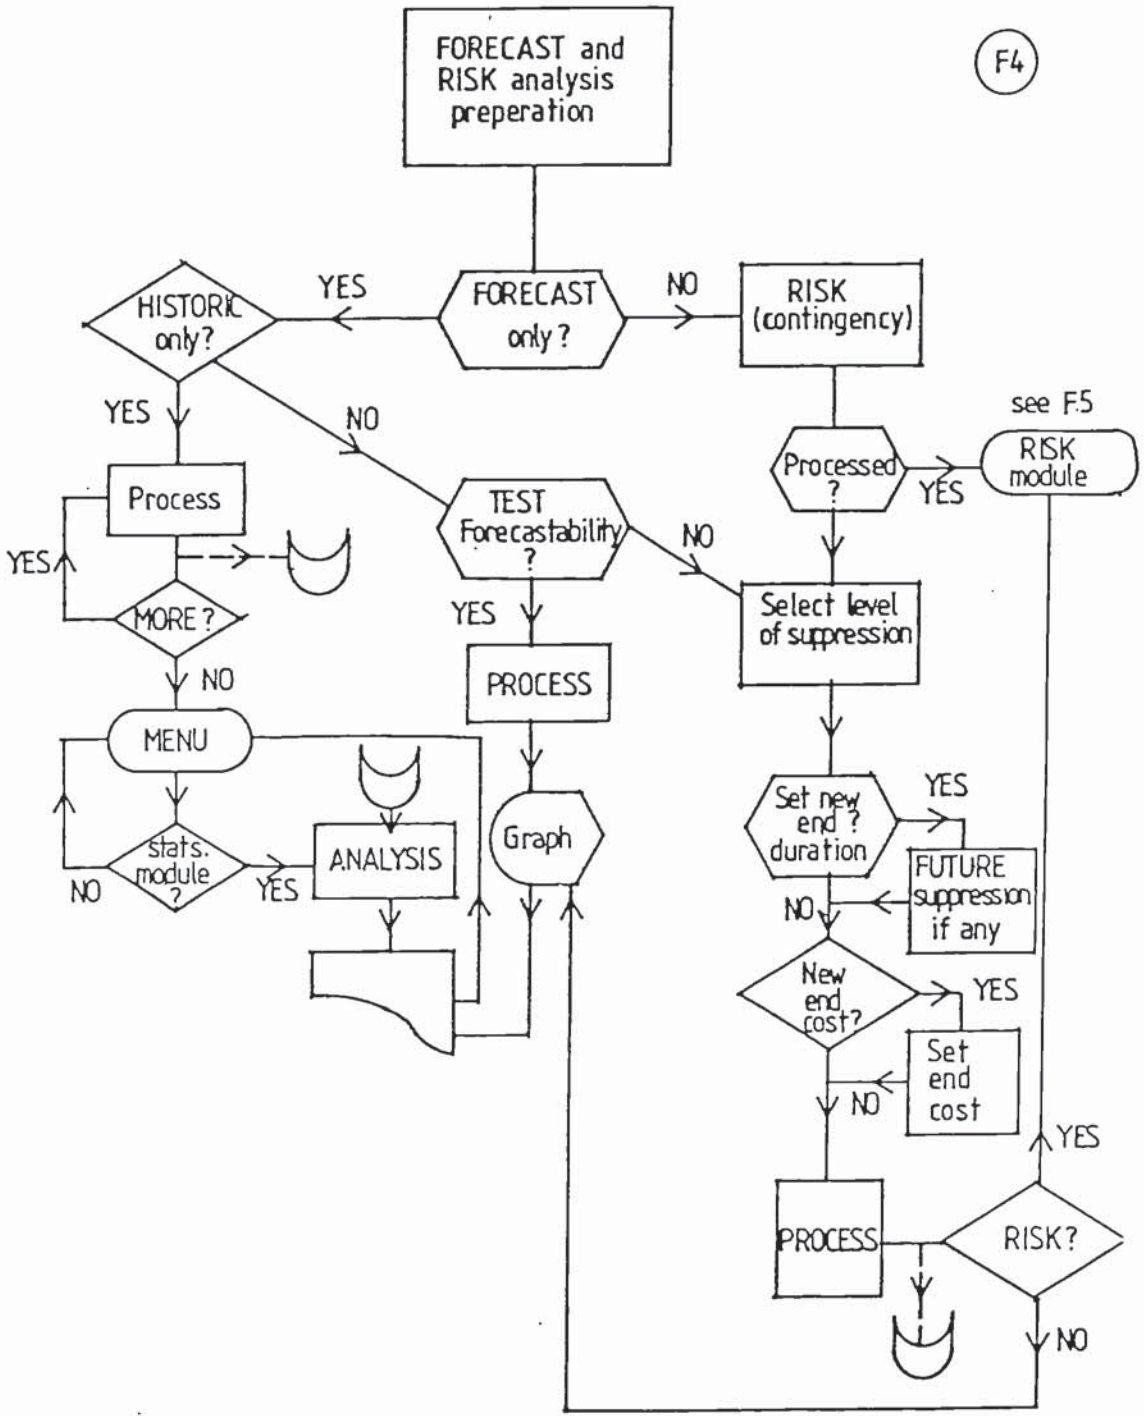 FORECAST and
RISK analysis
preperation
F4
HISTORIC
only?
YES
FORECAST
only?
NO
RISK
(contingency)
YES
NO
see F.5
Processed
?
YES
RISK
module
Process
YES
TEST
Forecastability
?
NO
Select level
of suppression
MORE?
YES
NO
PROCESS
MENU
Set new
end ?
duration
YES
stats.
module
?
NO
YES
ANALYSIS
Graph
FUTURE
suppression
if any
NO
New
end
cost?
YES
Set
end
cost
NO
YES
PROCESS
RISK?
NO